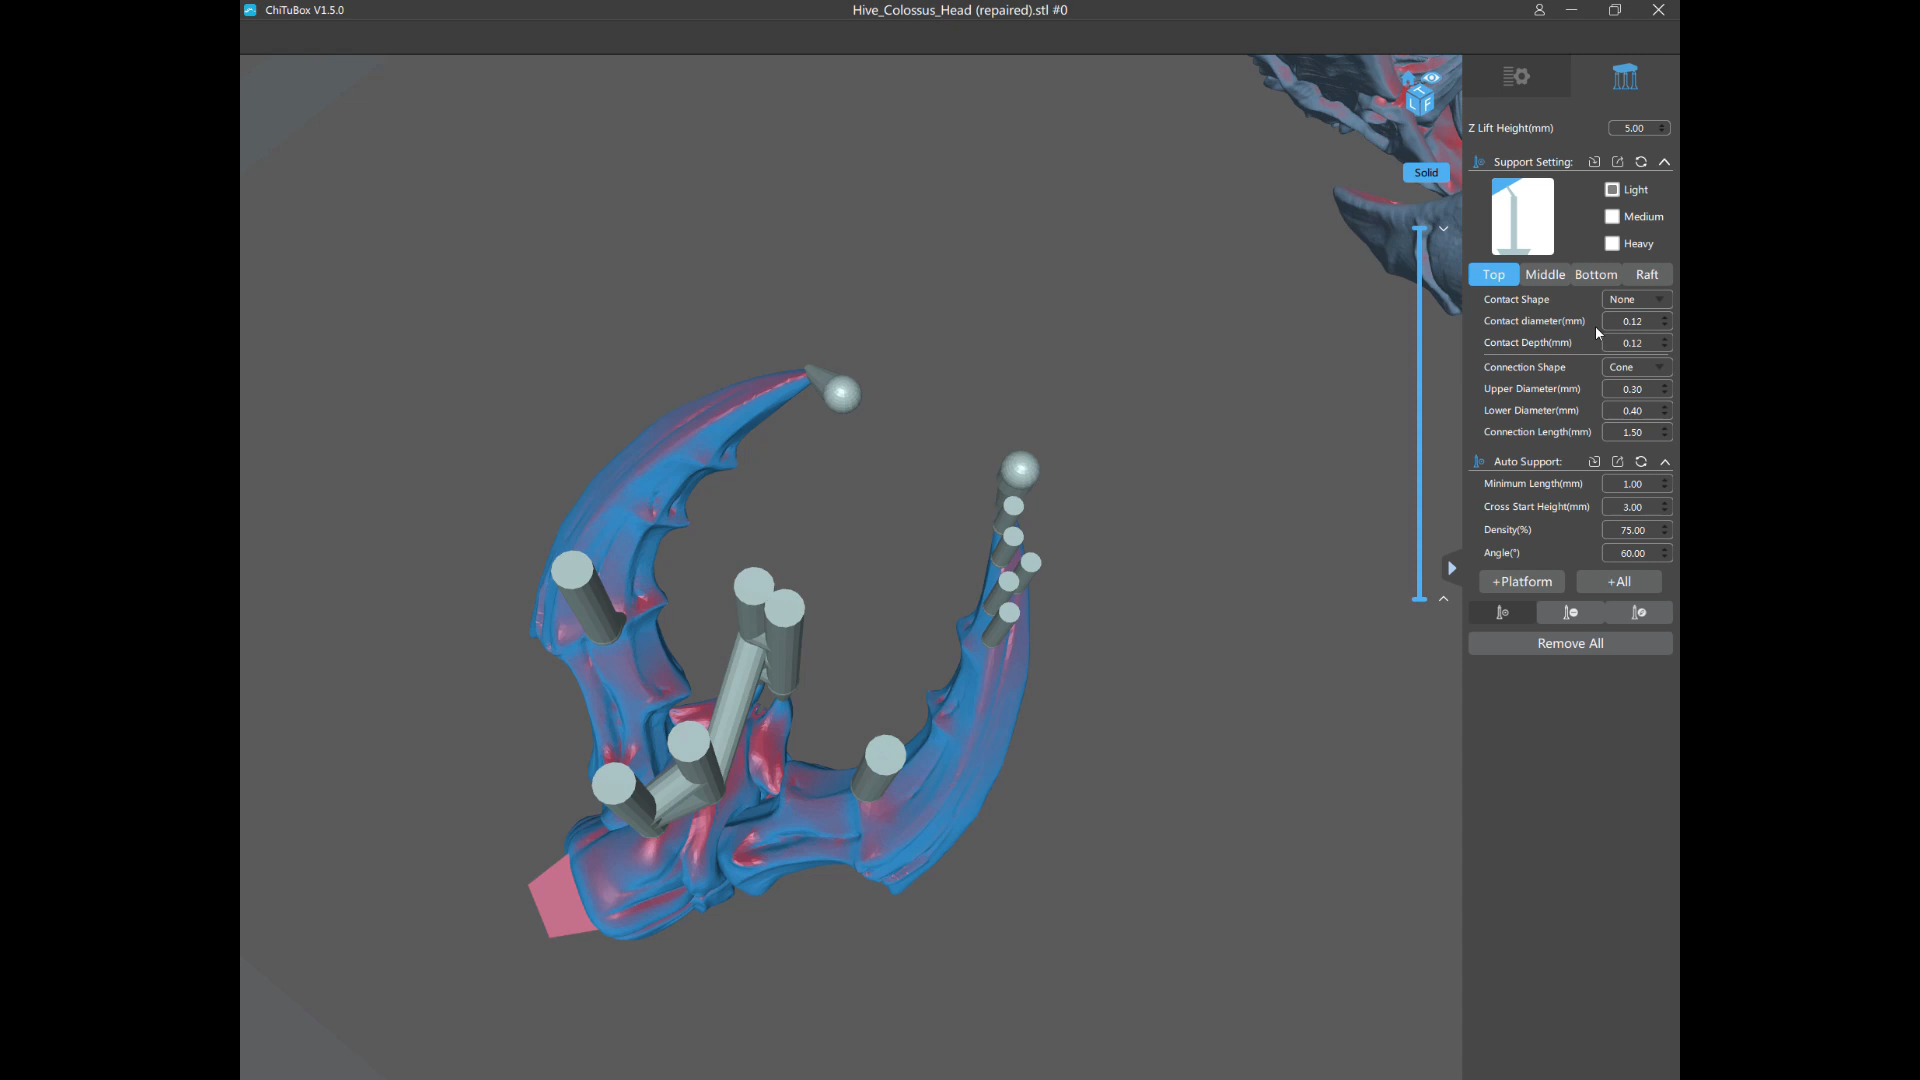 ChiTuBox V1.5.0
Hive_Colossus_Head (repaired).stl #0
T
L F
Solid
Z Lift Height(mm) 5.00
Support Setting:
Light
Medium
Heavy
Top Middle Bottom Raft
Contact Shape None
Contact diameter(mm) 0.12
Contact Depth(mm) 0.12
Connection Shape Cone
Upper Diameter(mm) 0.30
Lower Diameter(mm) 0.40
Connection Length(mm) 1.50
Auto Support:
Minimum Length(mm) 1.00
Cross Start Height(mm) 3.00
Density(%) 75.00
Angle(°) 60.00
+Platform +All
Remove All